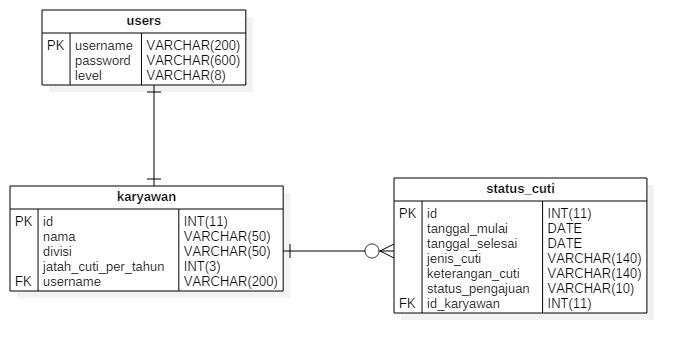 users
PK username VARCHAR(200)
password VARCHAR(600)
level VARCHAR(8)
karyawan
PK id INT(11)
nama VARCHAR(50)
divisi VARCHAR(50)
jatah_cuti_per_tahun INT(3)
FK username VARCHAR(200)
status_cuti
PK id INT(11)
tanggal_mulai DATE
tanggal_selesai DATE
jenis_cuti VARCHAR(140)
keterangan_cuti VARCHAR(140)
status_pengajuan VARCHAR(10)
FK id_karyawan INT(11)